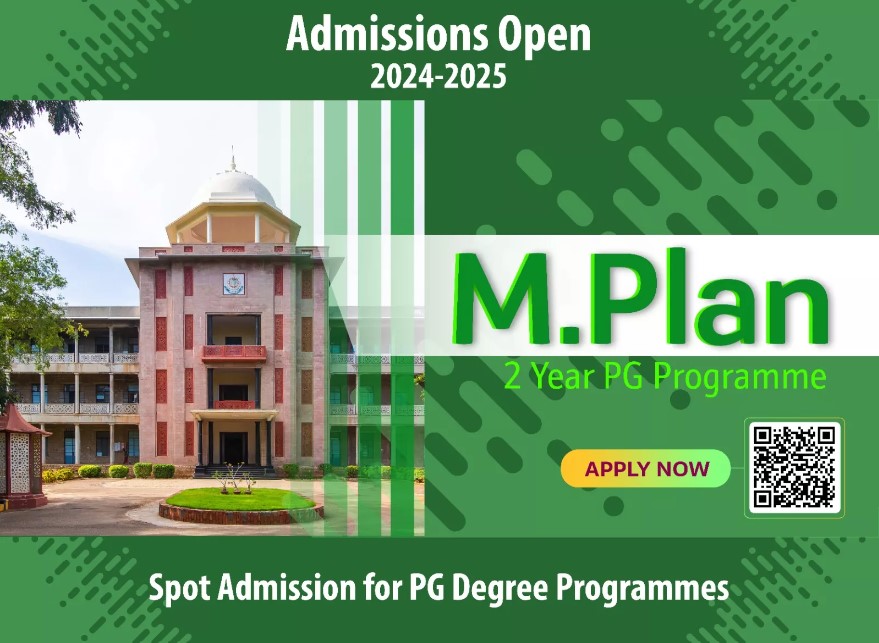 Admissions Open
2024-2025
M.Plan
2 Year PG Programme
APPLY NOW
Spot Admission for PG Degree Programmes